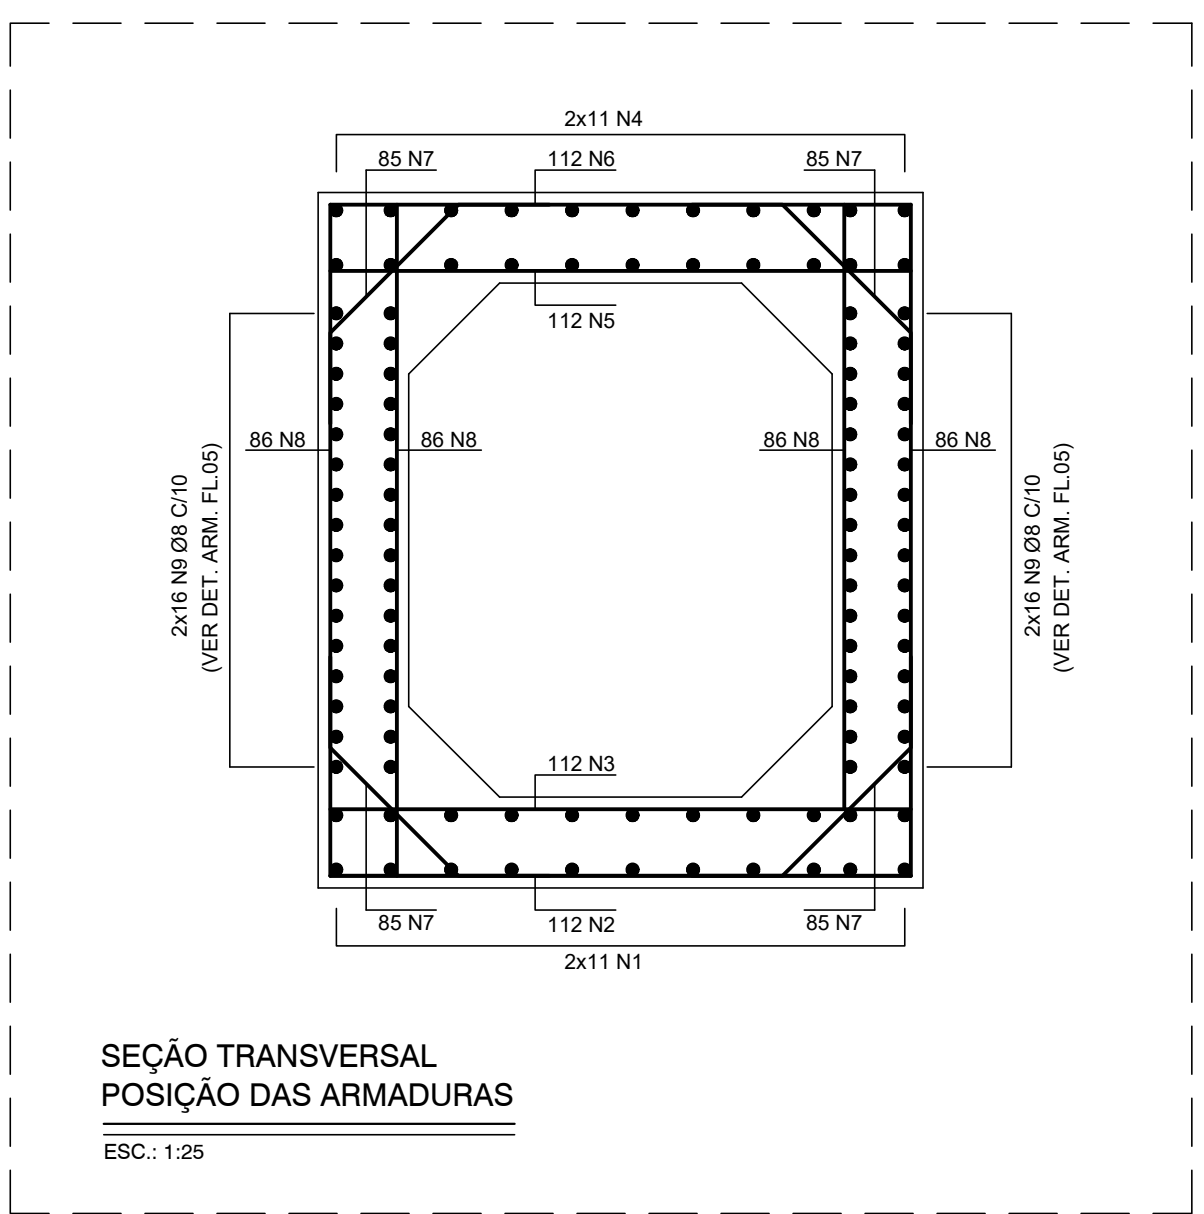 2x11 N4
85 N7
112 N6
85 N7
112 N5
86 N8
86 N8
86 N8
86 N8
2x16 N9 Ø8 C/10
(VER DET. ARM. FL.05)
2x16 N9 Ø8 C/10
(VER DET. ARM. FL.05)
112 N3
85 N7
112 N2
85 N7
2x11 N1
SEÇÃO TRANSVERSAL
POSIÇÃO DAS ARMADURAS
ESC.: 1:25